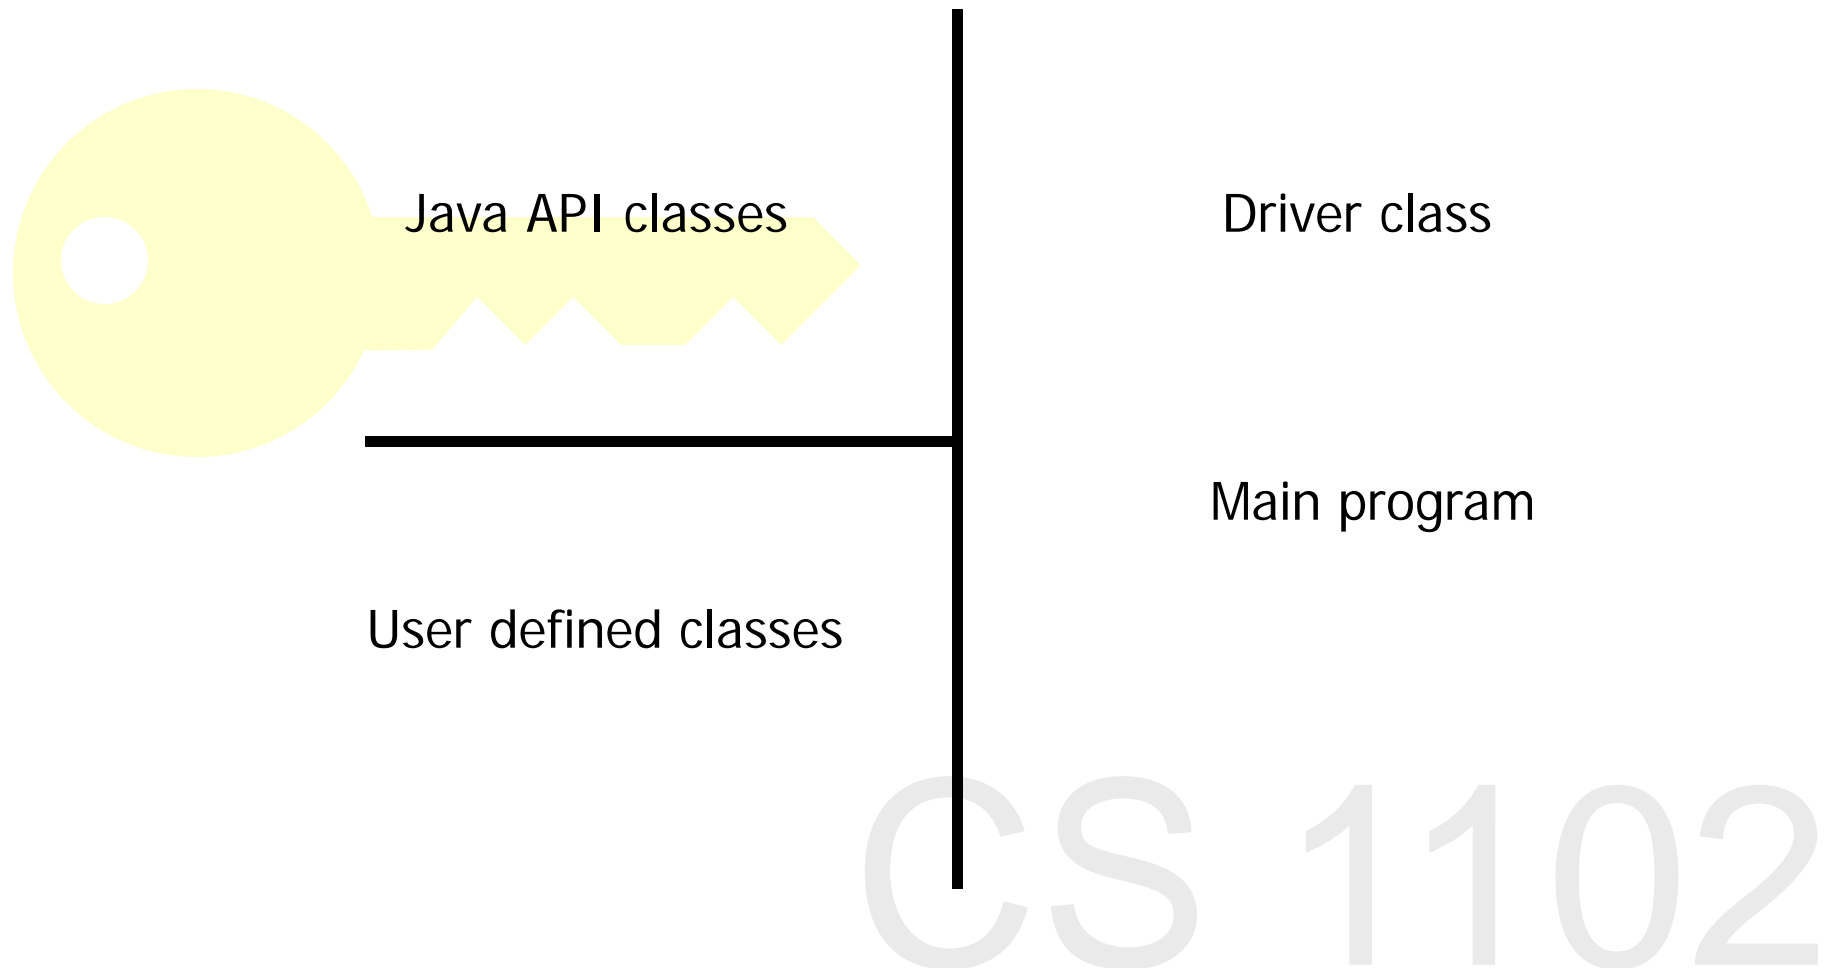 Java API classes
Driver class
Main program
User defined classes
CS 1102